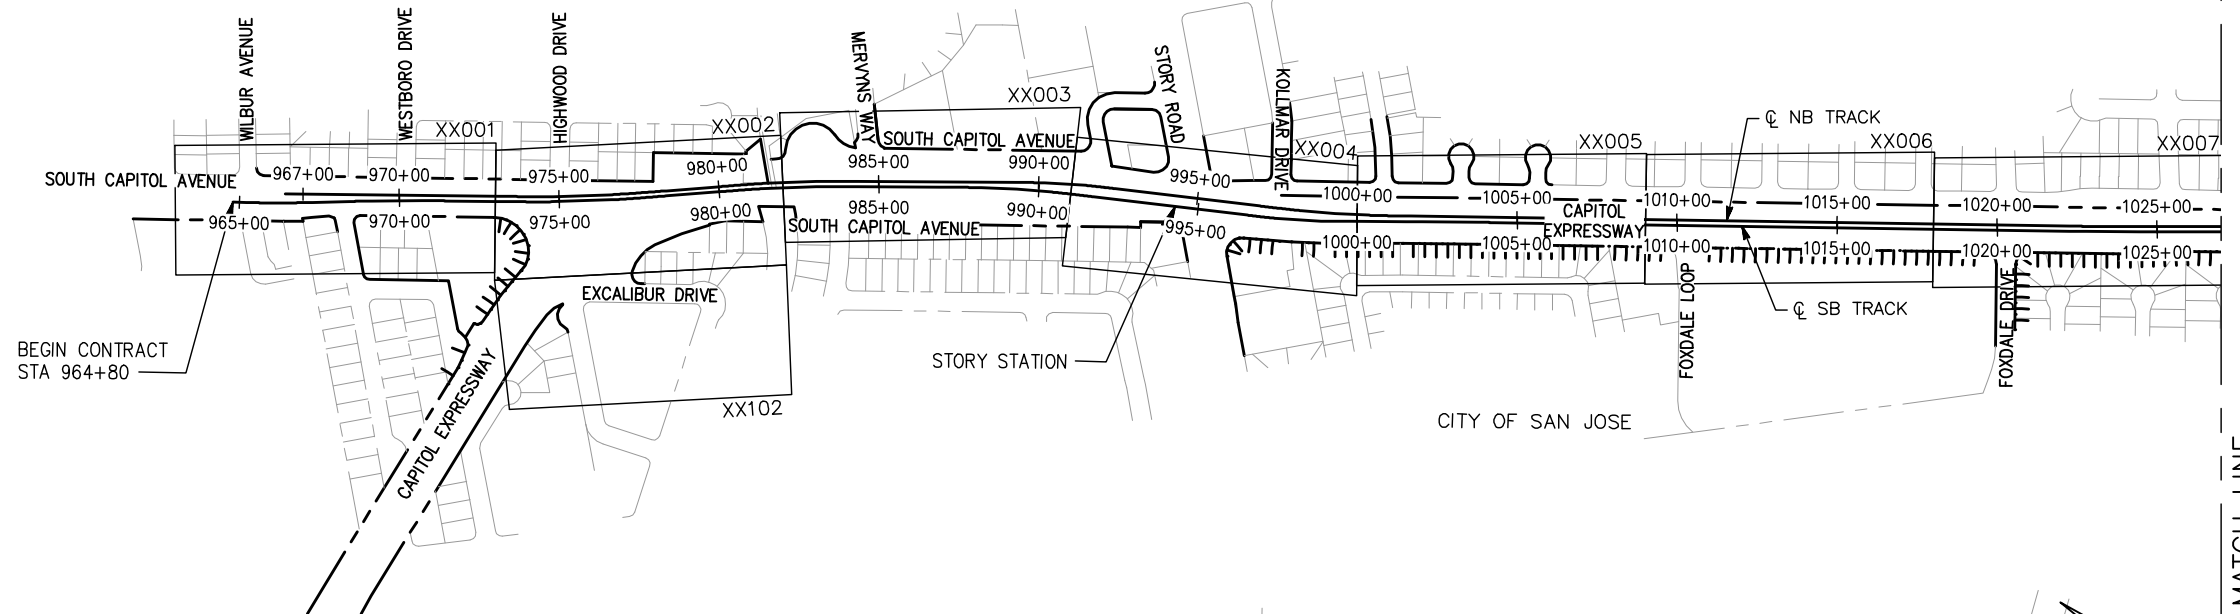 WILBUR AVENUE
WESTBORO DRIVE
HIGHWOOD DRIVE
MERVYNS WAY
STORY ROAD
KOLLMAR DRIVE
XX001
XX002
XX003
XX004
XX005
XX006
XX007
℄ NB TRACK
SOUTH CAPITOL AVENUE
SOUTH CAPITOL AVENUE
967+00
970+00
975+00
980+00
985+00
990+00
995+00
1000+00
1005+00
1010+00
1015+00
1020+00
1025+00
965+00
970+00
975+00
980+00
985+00
990+00
995+00
1000+00
1005+00
1010+00
1015+00
1020+00
1025+00
SOUTH CAPITOL AVENUE
CAPITOL
EXPRESSWAY
EXCALIBUR DRIVE
FOXDALE LOOP
FOXDALE DRIVE
℄ SB TRACK
BEGIN CONTRACT
STA 964+80
STORY STATION
CAPITOL EXPRESSWAY
XX102
CITY OF SAN JOSE
MATCH LINE